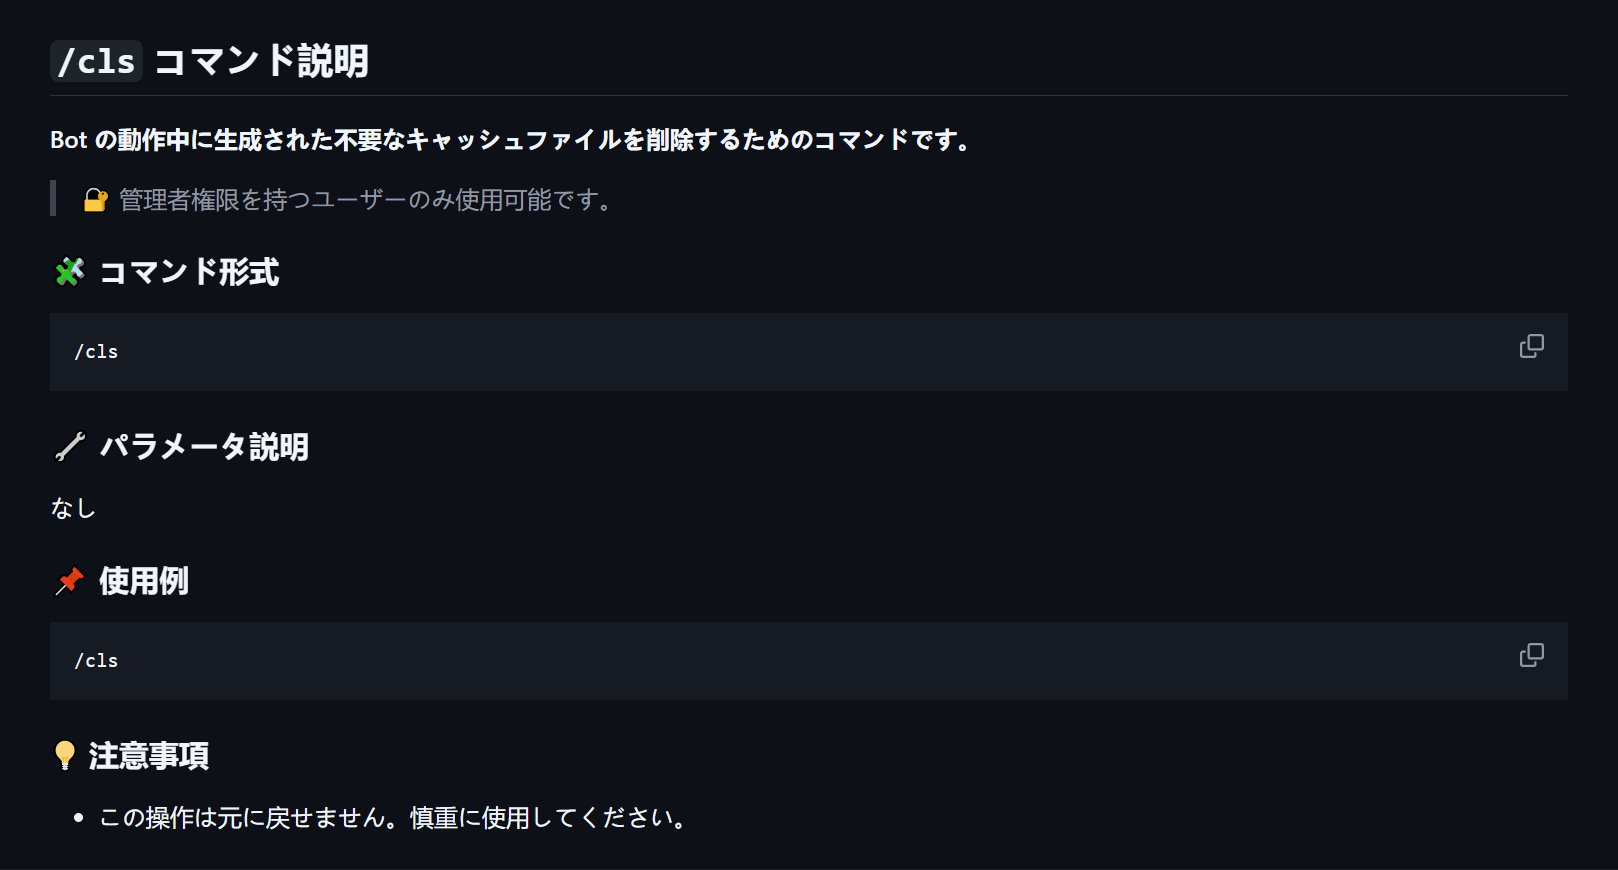 /cls コマンド説明
Bot の動作中に生成された不要なキャッシュファイルを削除するためのコマンドです。
🔐 管理者権限を持つユーザーのみ使用可能です。
🧩 コマンド形式
/cls
🔧 パラメータ説明
なし
📌 使用例
/cls
💡 注意事項
• この操作は元に戻せません。慎重に使用してください。